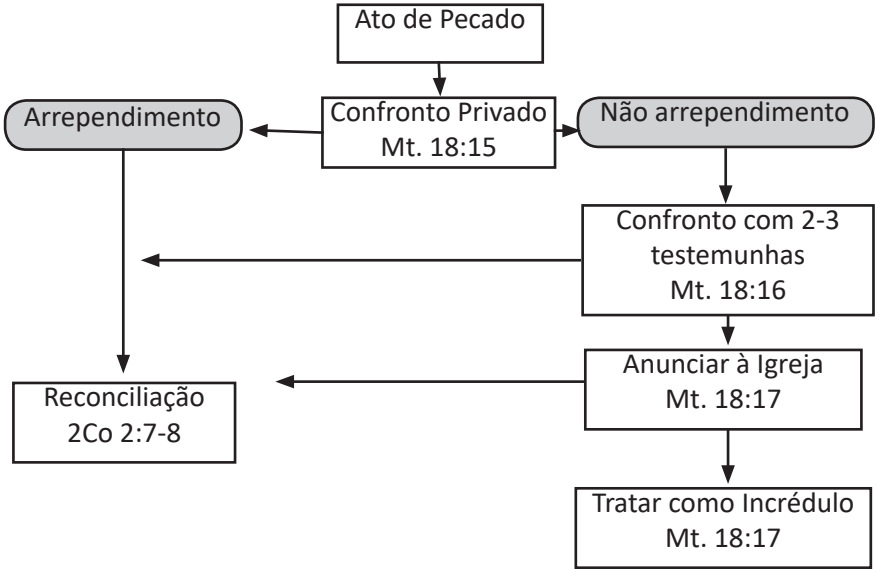 Ato de Pecado
Arrependimento
Confronto Privado
Mt. 18:15
Não arrependimento
Confronto com 2-3
testemunhas
Mt. 18:16
Anunciar à Igreja
Mt. 18:17
Reconciliação
2Co 2:7-8
Tratar como Incrédulo
Mt. 18:17